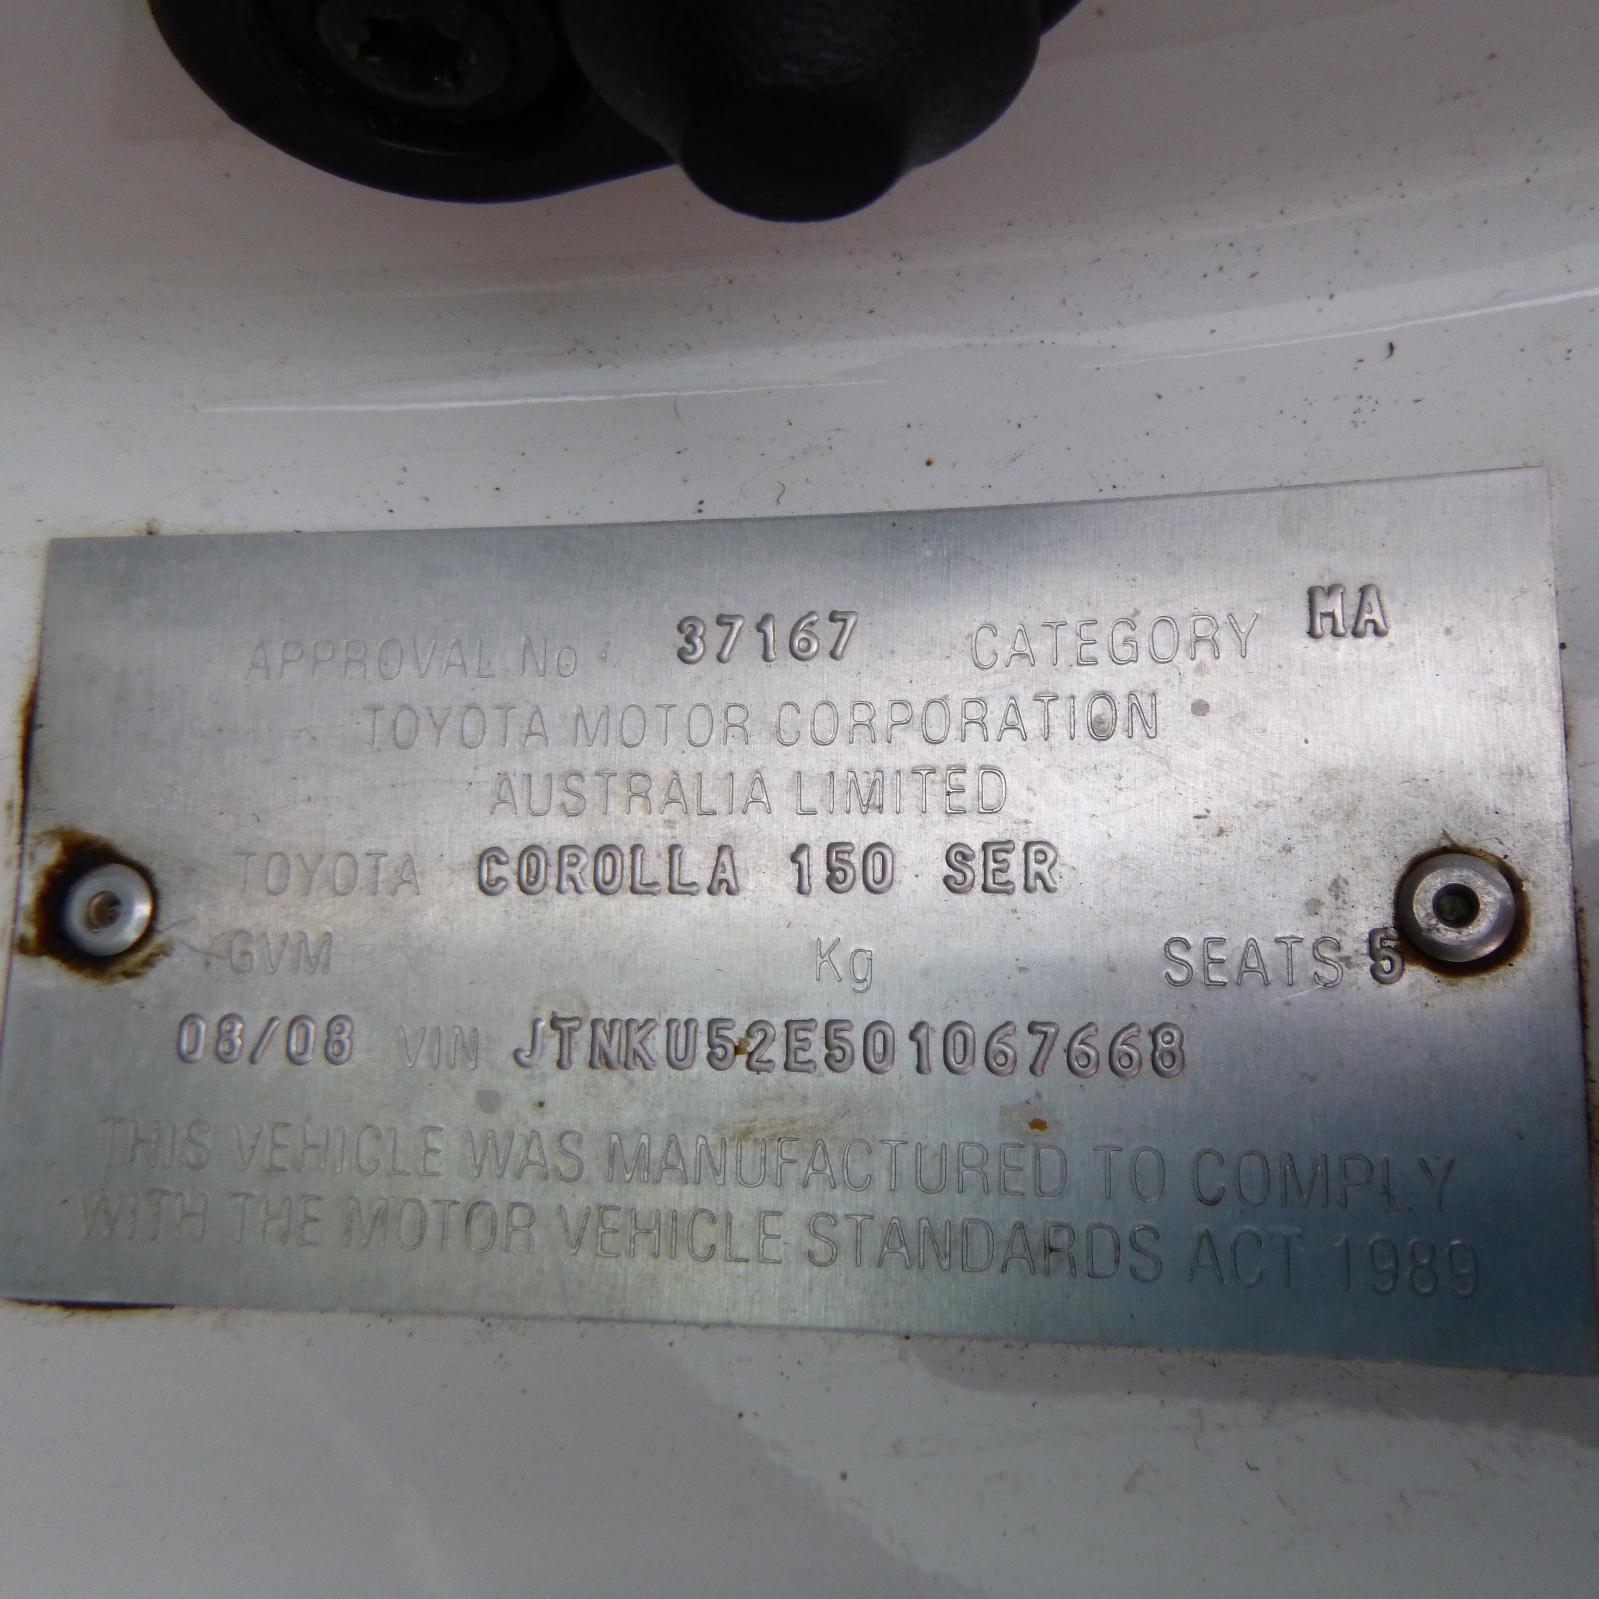 APPROVAL No 37167 CATEGORY MA
TOYOTA MOTOR CORPORATION
AUSTRALIA LIMITED
TOYOTA COROLLA 150 SER
GVM Kg SEATS 5
08/08 VIN JTNKU52E501067668
THIS VEHICLE WAS MANUFACTURED TO COMPLY
WITH THE MOTOR VEHICLE STANDARDS ACT 1989